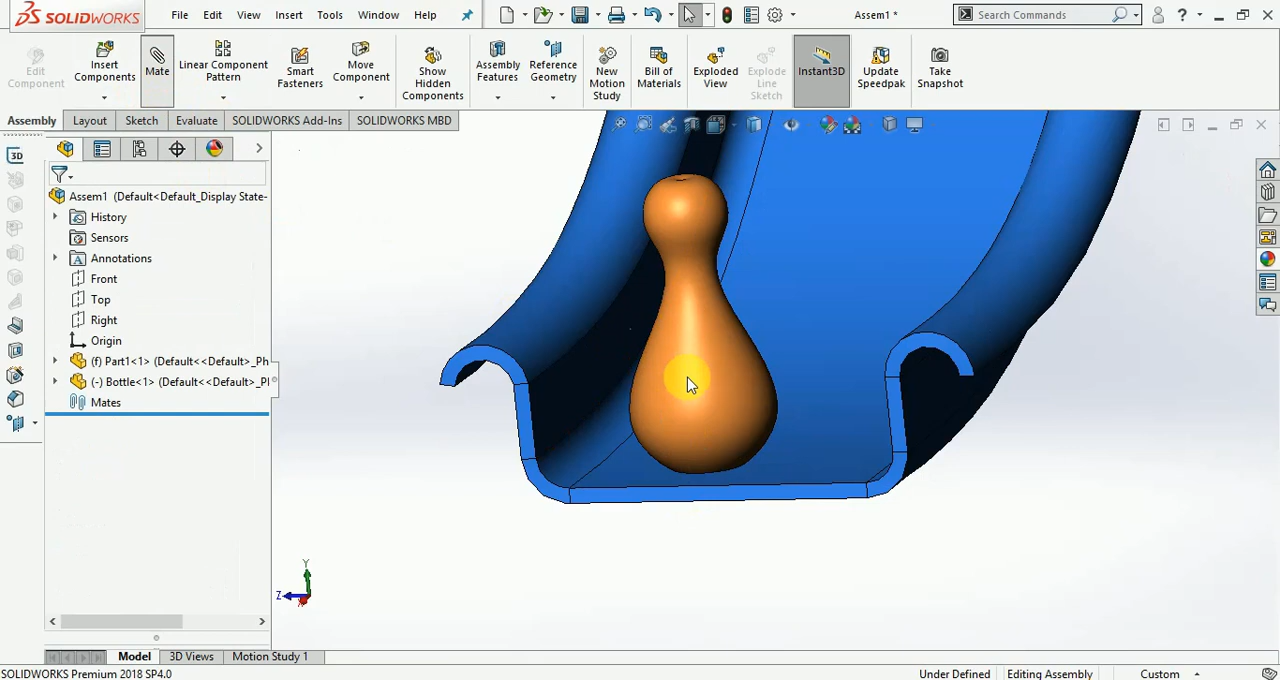 SOLIDWORKS File Edit View Insert Tools Window Help Assem1 * Search Commands ?
Edit Component
Insert Components
Mate
Linear Component Pattern
Smart Fasteners
Move Component
Show Hidden Components
Assembly Features
Reference Geometry
New Motion Study
Bill of Materials
Exploded View
Explode Line Sketch
Instant3D
Update Speedpak
Take Snapshot
Assembly Layout Sketch Evaluate SOLIDWORKS Add-Ins SOLIDWORKS MBD
3D
Assem1 (Default<Default_Display State-
History
Sensors
A Annotations
Front
Top
Right
Origin
(f) Part1<1> (Default<<Default>_Ph
(-) Bottle<1> (Default<<Default>_Pl
Mates
Y
Z
X
Model 3D Views Motion Study 1
SOLIDWORKS Premium 2018 SP4.0 Under Defined Editing Assembly Custom